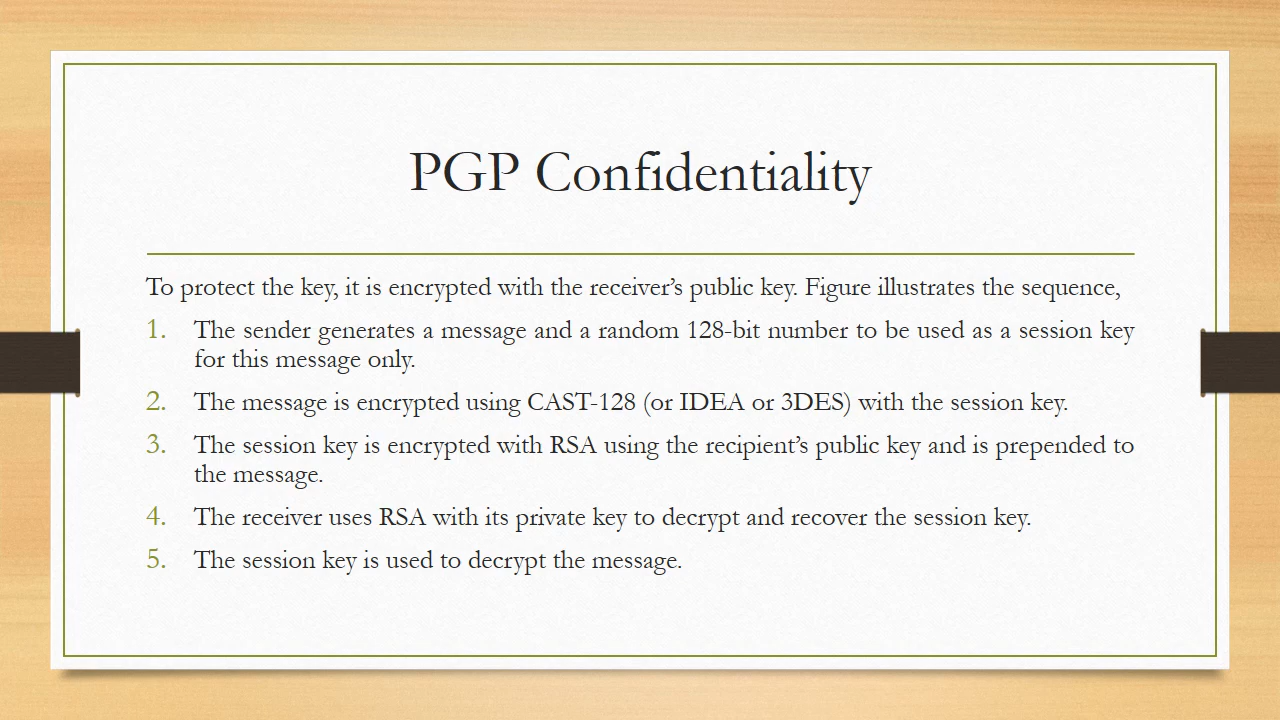 PGP Confidentiality
To protect the key, it is encrypted with the receiver’s public key. Figure illustrates the sequence,
1. The sender generates a message and a random 128-bit number to be used as a session key
for this message only.
2. The message is encrypted using CAST-128 (or IDEA or 3DES) with the session key.
3. The session key is encrypted with RSA using the recipient’s public key and is prepended to
the message.
4. The receiver uses RSA with its private key to decrypt and recover the session key.
5. The session key is used to decrypt the message.